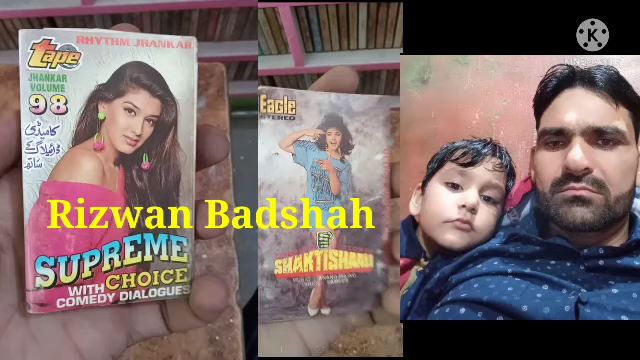 RHYTHM JHANKAR
tape
JHANKAR
VOLUME
98
کامیڈی
ڈائیلاگ کے
ساتھ
SUPREME
CHOICE
WITH
COMEDY DIALOGUES
Eagle
STEREO
SHAKTISHAALI
Rizwan Badshah
K